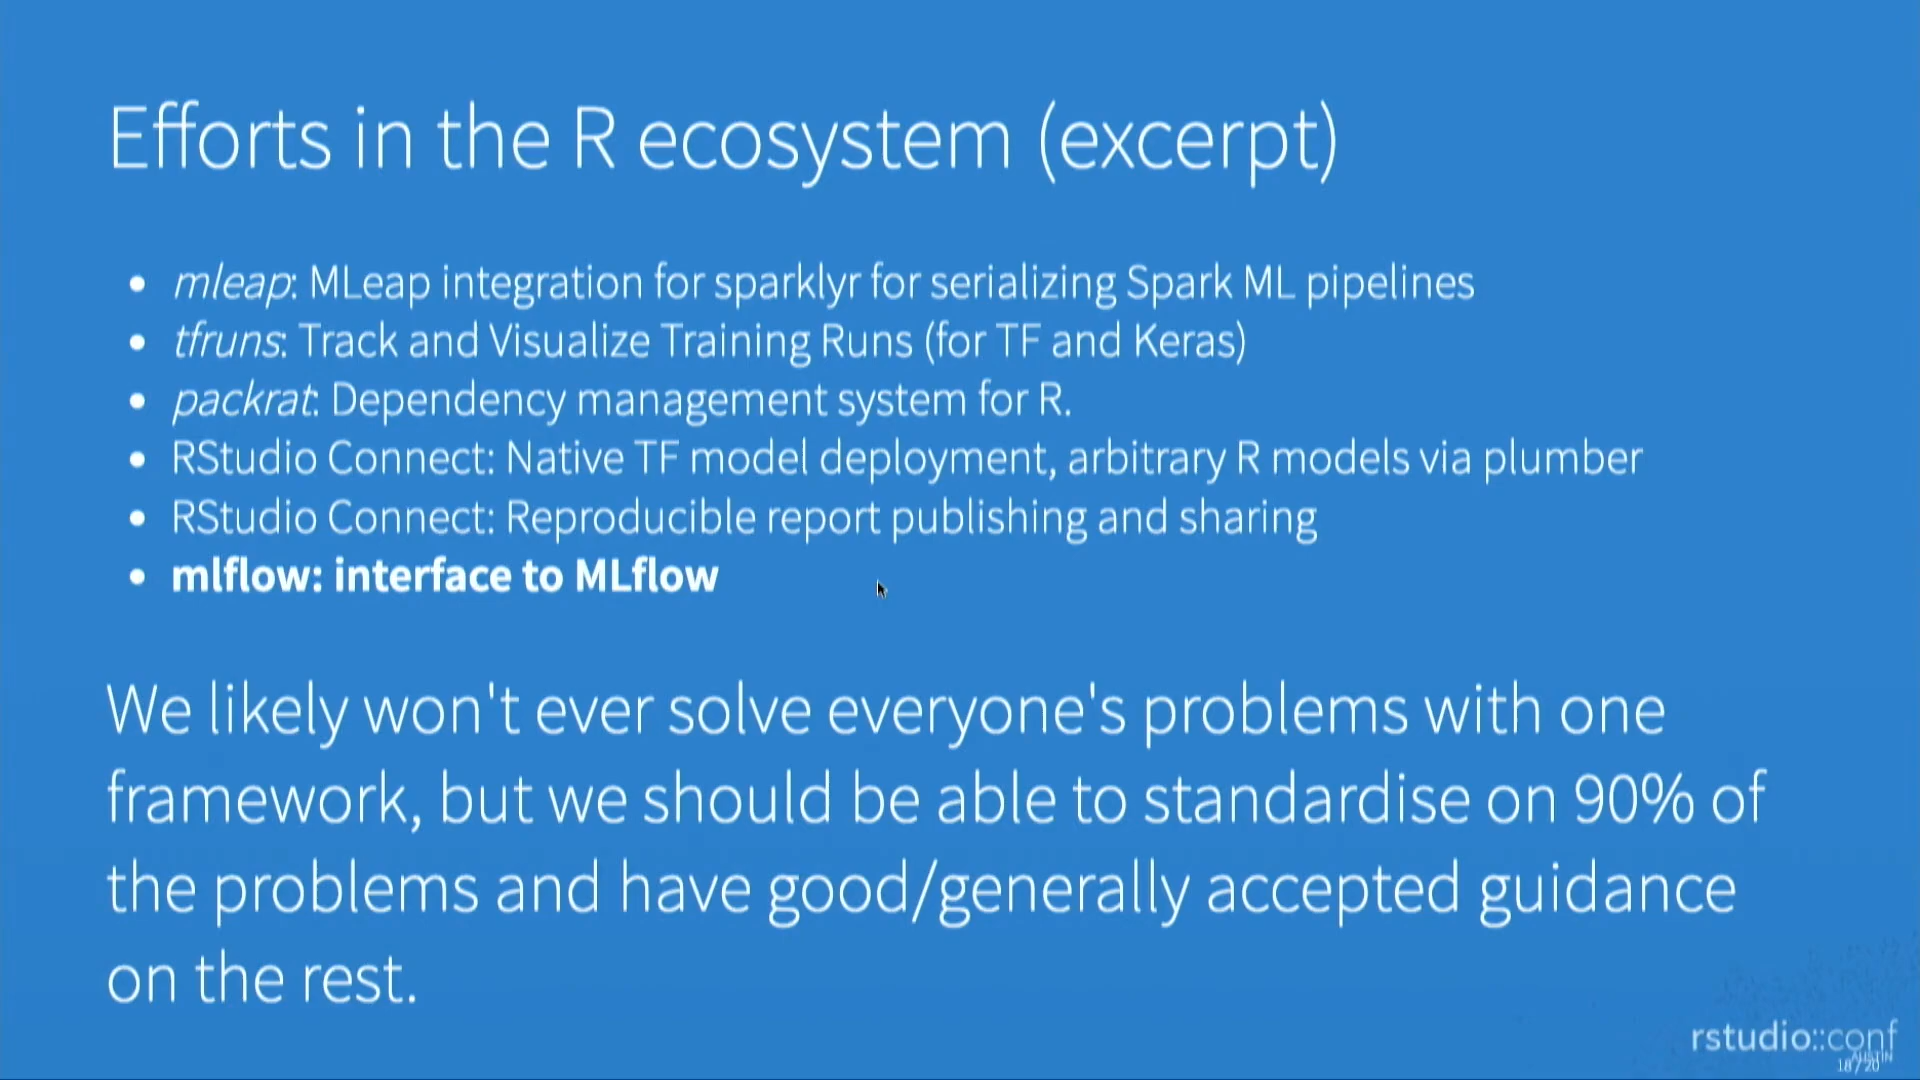 Efforts in the R ecosystem (excerpt)
• mleap: MLeap integration for sparklyr for serializing Spark ML pipelines
• tfruns: Track and Visualize Training Runs (for TF and Keras)
• packrat: Dependency management system for R.
• RStudio Connect: Native TF model deployment, arbitrary R models via plumber
• RStudio Connect: Reproducible report publishing and sharing
• mlflow: interface to MLflow
We likely won't ever solve everyone's problems with one
framework, but we should be able to standardise on 90% of
the problems and have good/generally accepted guidance
on the rest.
rstudio::conf
AUSTIN
18 / 20